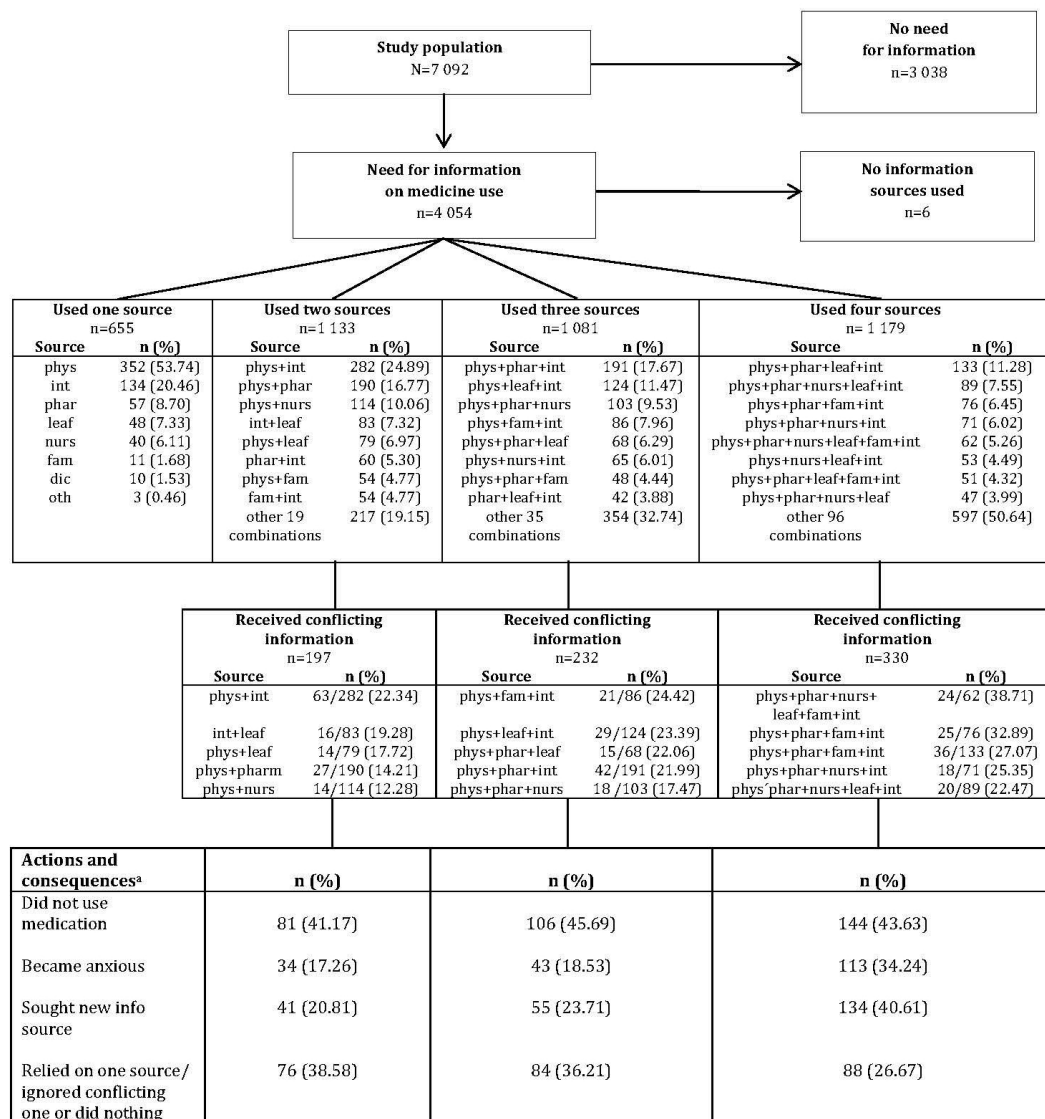 Study population
N=7 092
No need
for information
n=3 038
Need for information
on medicine use
n=4 054
No information
sources used
n=6
Used one source
n=655
Source n (%)
phys 352 (53.74)
int 134 (20.46)
phar 57 (8.70)
leaf 48 (7.33)
nurs 40 (6.11)
fam 11 (1.68)
dic 10 (1.53)
oth 3 (0.46)
Used two sources
n=1 133
Source n (%)
phys+int 282 (24.89)
phys+phar 190 (16.77)
phys+nurs 114 (10.06)
int+leaf 83 (7.32)
phys+leaf 79 (6.97)
phar+int 60 (5.30)
phys+fam 54 (4.77)
fam+int 54 (4.77)
other 19 217 (19.15)
combinations
Used three sources
n=1 081
Source n (%)
phys+phar+int 191 (17.67)
phys+leaf+int 124 (11.47)
phys+phar+nurs 103 (9.53)
phys+fam+int 86 (7.96)
phys+phar+leaf 68 (6.29)
phys+nurs+int 65 (6.01)
phys+phar+fam 48 (4.44)
phar+leaf+int 42 (3.88)
other 35 354 (32.74)
combinations
Used four sources
n= 1 179
Source n (%)
phys+phar+leaf+int 133 (11.28)
phys+phar+nurs+leaf+int 89 (7.55)
phys+phar+fam+int 76 (6.45)
phys+phar+nurs+int 71 (6.02)
phys+phar+nurs+leaf+fam+int 62 (5.26)
phys+nurs+leaf+int 53 (4.49)
phys+phar+leaf+fam+int 51 (4.32)
phys+phar+nurs+leaf 47 (3.99)
other 96 597 (50.64)
combinations
Received conflicting
information
n=197
Source n (%)
phys+int 63/282 (22.34)
int+leaf 16/83 (19.28)
phys+leaf 14/79 (17.72)
phys+pharm 27/190 (14.21)
phys+nurs 14/114 (12.28)
Received conflicting
information
n=232
Source n (%)
phys+fam+int 21/86 (24.42)
phys+leaf+int 29/124 (23.39)
phys+phar+leaf 15/68 (22.06)
phys+phar+int 42/191 (21.99)
phys+phar+nurs 18 /103 (17.47)
Received conflicting
information
n=330
Source n (%)
phys+phar+nurs+ 24/62 (38.71)
leaf+fam+int
phys+phar+fam+int 25/76 (32.89)
phys+phar+fam+int 36/133 (27.07)
phys+phar+nurs+int 18/71 (25.35)
phys´phar+nurs+leaf+int 20/89 (22.47)
Actions and
consequencesᵃ n (%) n (%) n (%)
Did not use
medication 81 (41.17) 106 (45.69) 144 (43.63)
Became anxious 34 (17.26) 43 (18.53) 113 (34.24)
Sought new info 41 (20.81) 55 (23.71) 134 (40.61)
source
Relied on one source/ 76 (38.58) 84 (36.21) 88 (26.67)
ignored conflicting
one or did nothing